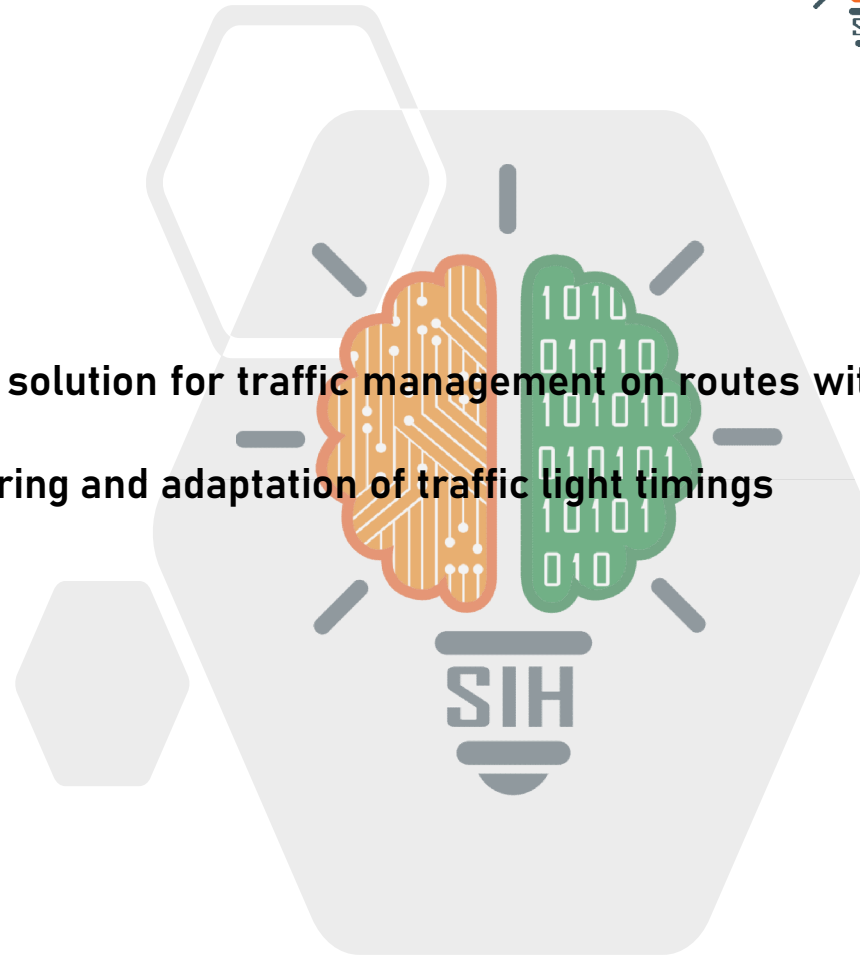 solution for traffic management on routes wit
ring and adaptation of traffic light timings
1010
01010
101010
010101
10101
010
SIH